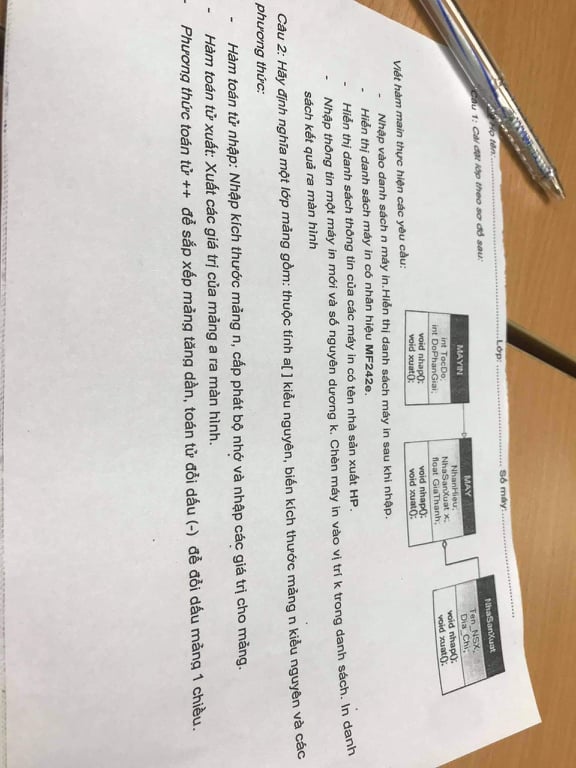 Họ tên:.......................................................Lớp: ............................... Số máy:...............................
Câu 1: Cài đặt lớp theo sơ đồ sau:
MAYIN
int TocDo;
int DoPhanGiai;
void nhap();
void xuat();
MAY
NhanHieu;
NhaSanXuat x;
float GiaThanh;
void nhap();
void xuat();
NhaSanXuat
Ten_NSX;
Dia_Chi;
void nhap();
void xuat();
Viết hàm main thực hiện các yêu cầu:
- Nhập vào danh sách n máy in.Hiển thị danh sách máy in sau khi nhập.
- Hiển thị danh sách máy in có nhãn hiệu MF242e.
- Hiển thị danh sách thông tin của các máy in có tên nhà sản xuất HP.
- Nhập thông tin một máy in mới và số nguyên dương k. Chèn máy in vào vị trí k trong danh sách. In danh
sách kết quả ra màn hình
Câu 2: Hãy định nghĩa một lớp mảng gồm: thuộc tính a[ ] kiểu nguyên, biến kích thước mảng n kiểu nguyên và các
phương thức:
- Hàm toán tử nhập: Nhập kích thước mảng n, cấp phát bộ nhớ và nhập các giá trị cho mảng.
- Hàm toán tử xuất: Xuất các giá trị của mảng a ra màn hình.
- Phương thức toán tử ++ để sắp xếp mảng tăng dần, toán tử đổi dấu (-) để đổi dấu mảng 1 chiều.